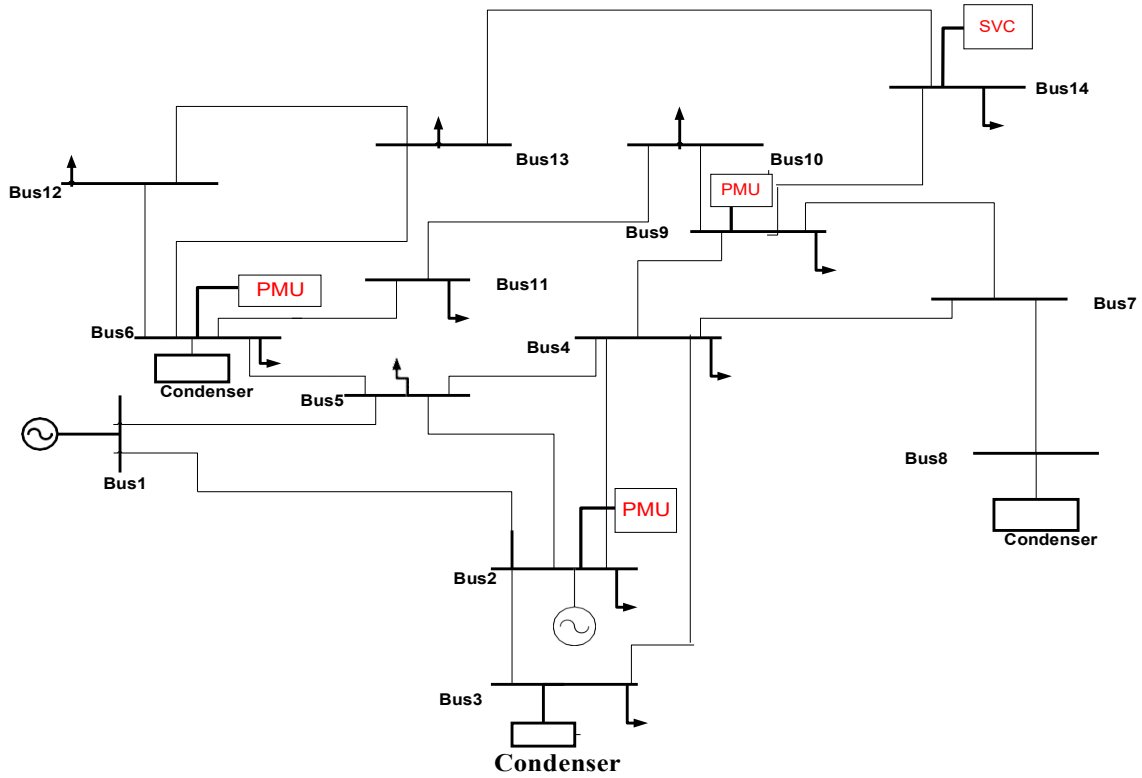 SVC
Bus14
Bus13
Bus10
Bus12
PMU
Bus9
Bus11
PMU
Bus7
Bus6
Bus4
Condenser
Bus5
Bus8
Bus1
PMU
Condenser
Bus2
Bus3
Condenser